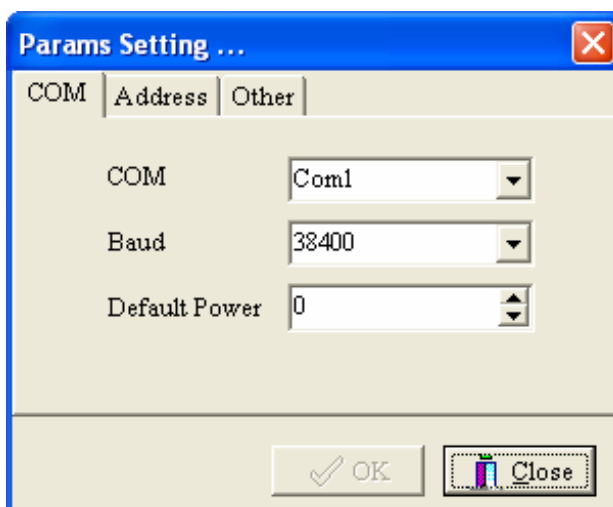 Params Setting ...
COM Address Other
COM Com1
Baud 38400
Default Power 0
OK Close